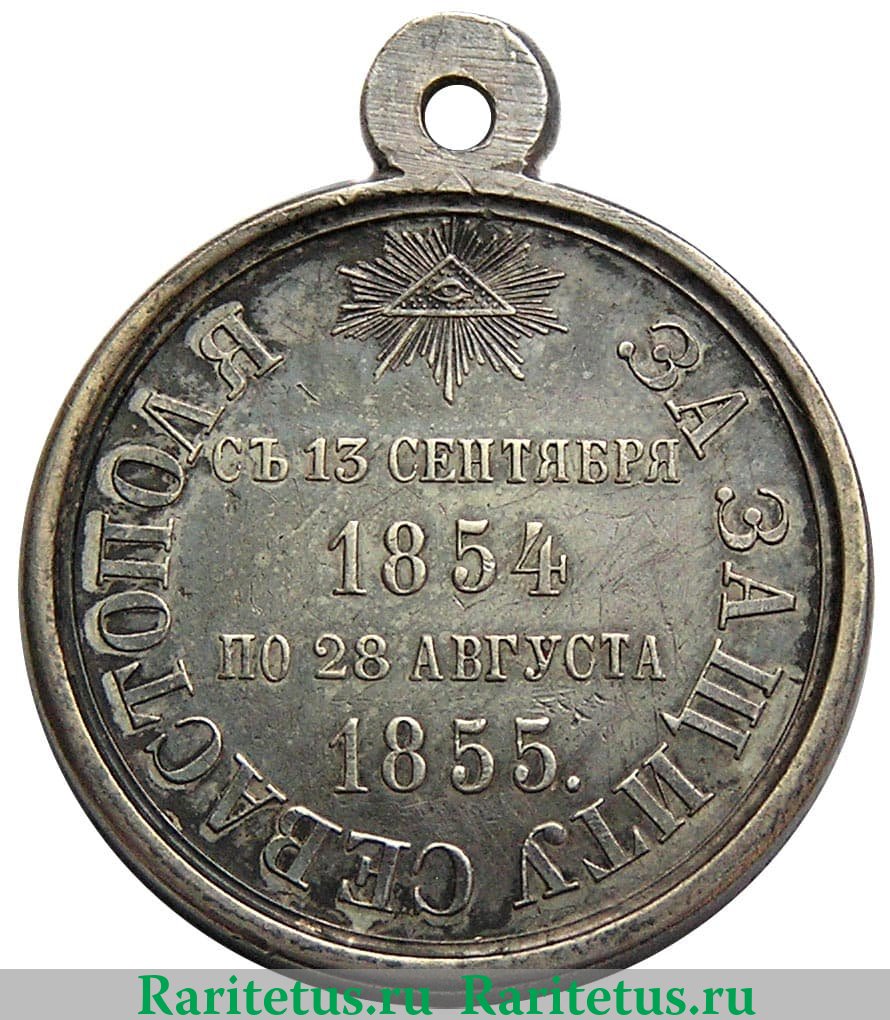 ЗА ЗАЩИТУ СЕВАСТОПОЛЯ
СЪ 13 СЕНТЯБРЯ
1854
ПО 28 АВГУСТА
1855.
Raritetus.ru Raritetus.ru